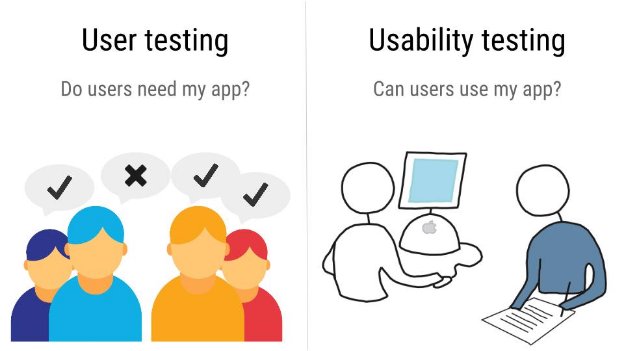 User testing
Do users need my app?
Usability testing
Can users use my app?